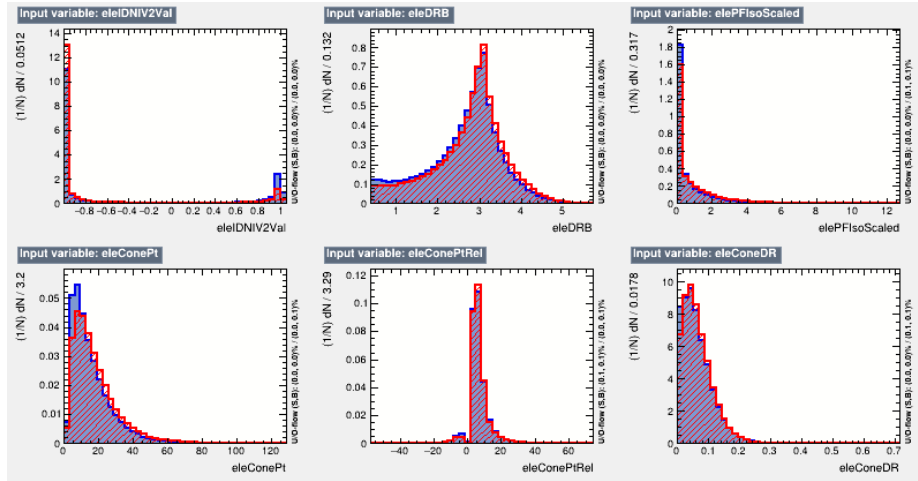 Input variable: eleIDNIV2Val
(1/N) dN / 0.0512
14
12
10
8
6
4
2
0
−0.8 −0.6 −0.4 −0.2 0 0.2 0.4 0.6 0.8 1
eleIDNIV2Val
U/O-flow (S,B): (0.0, 0.0)% / (0.0, 0.0)%
Input variable: eleDRB
(1/N) dN / 0.132
0.8
0.7
0.6
0.5
0.4
0.3
0.2
0.1
0
1 2 3 4 5
eleDRB
U/O-flow (S,B): (0.0, 0.0)% / (0.0, 0.0)%
Input variable: elePFIsoScaled
(1/N) dN / 0.317
2
1.8
1.6
1.4
1.2
1
0.8
0.6
0.4
0.2
0
0 2 4 6 8 10 12
elePFIsoScaled
U/O-flow (S,B): (0.0, 0.0)% / (0.1, 0.1)%
Input variable: eleConePt
(1/N) dN / 3.2
0.05
0.04
0.03
0.02
0.01
0
0 20 40 60 80 100 120
eleConePt
U/O-flow (S,B): (0.0, 0.0)% / (0.0, 0.1)%
Input variable: eleConePtRel
(1/N) dN / 3.29
0.12
0.1
0.08
0.06
0.04
0.02
0
−40 −20 0 20 40 60
eleConePtRel
U/O-flow (S,B): (0.1, 0.1)% / (0.0, 0.1)%
Input variable: eleConeDR
(1/N) dN / 0.0178
10
8
6
4
2
0
0 0.1 0.2 0.3 0.4 0.5 0.6 0.7
eleConeDR
U/O-flow (S,B): (0.0, 0.0)% / (0.1, 0.1)%